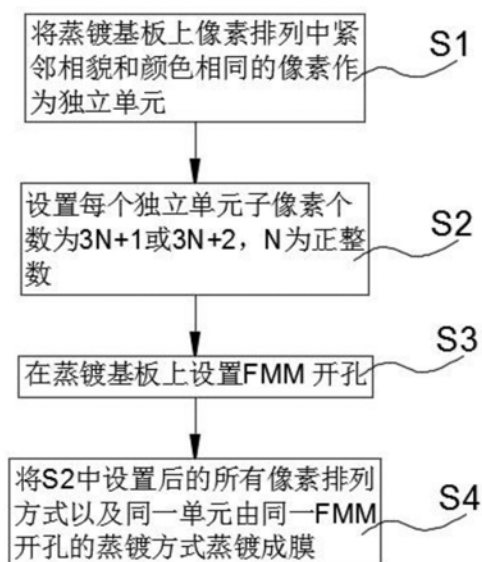 将蒸镀基板上像素排列中紧
邻相貌和颜色相同的像素作
为独立单元
S1
设置每个独立单元子像素个
数为3N+1或3N+2，N为正整
数
S2
在蒸镀基板上设置FMM 开孔
S3
将S2中设置后的所有像素排列
方式以及同一单元由同一FMM
开孔的蒸镀方式蒸镀成膜
S4